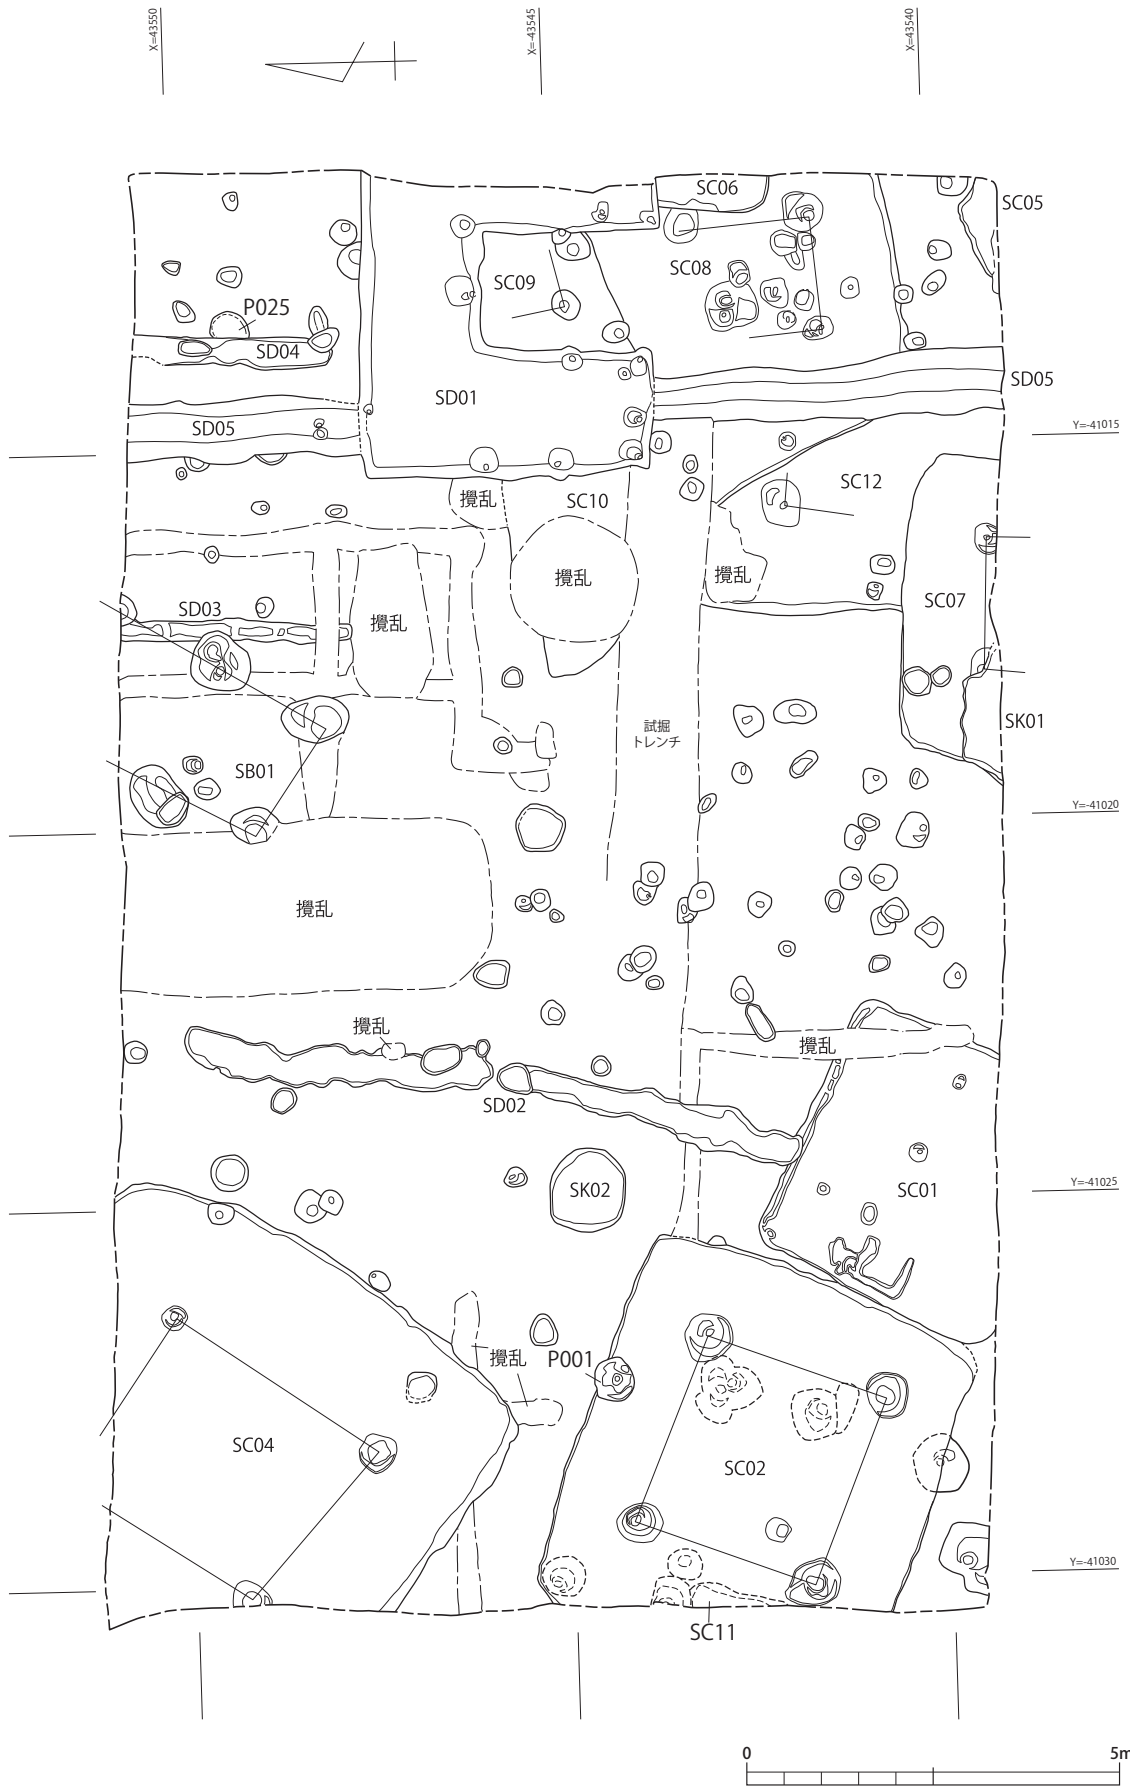 X=43550
X=-43545
X=43540
SC06
SC05
SC08
SC09
P025
SD04
SD05
SD01
SD05
Y=-41015
SC12
攪乱
SC10
攪乱
攪乱
SC07
SD03
攪乱
試掘
トレンチ
SK01
SB01
Y=-41020
攪乱
攪乱
攪乱
SD02
SK02
SC01
Y=-41025
攪乱
P001
SC04
SC02
Y=-41030
SC11
0
5m